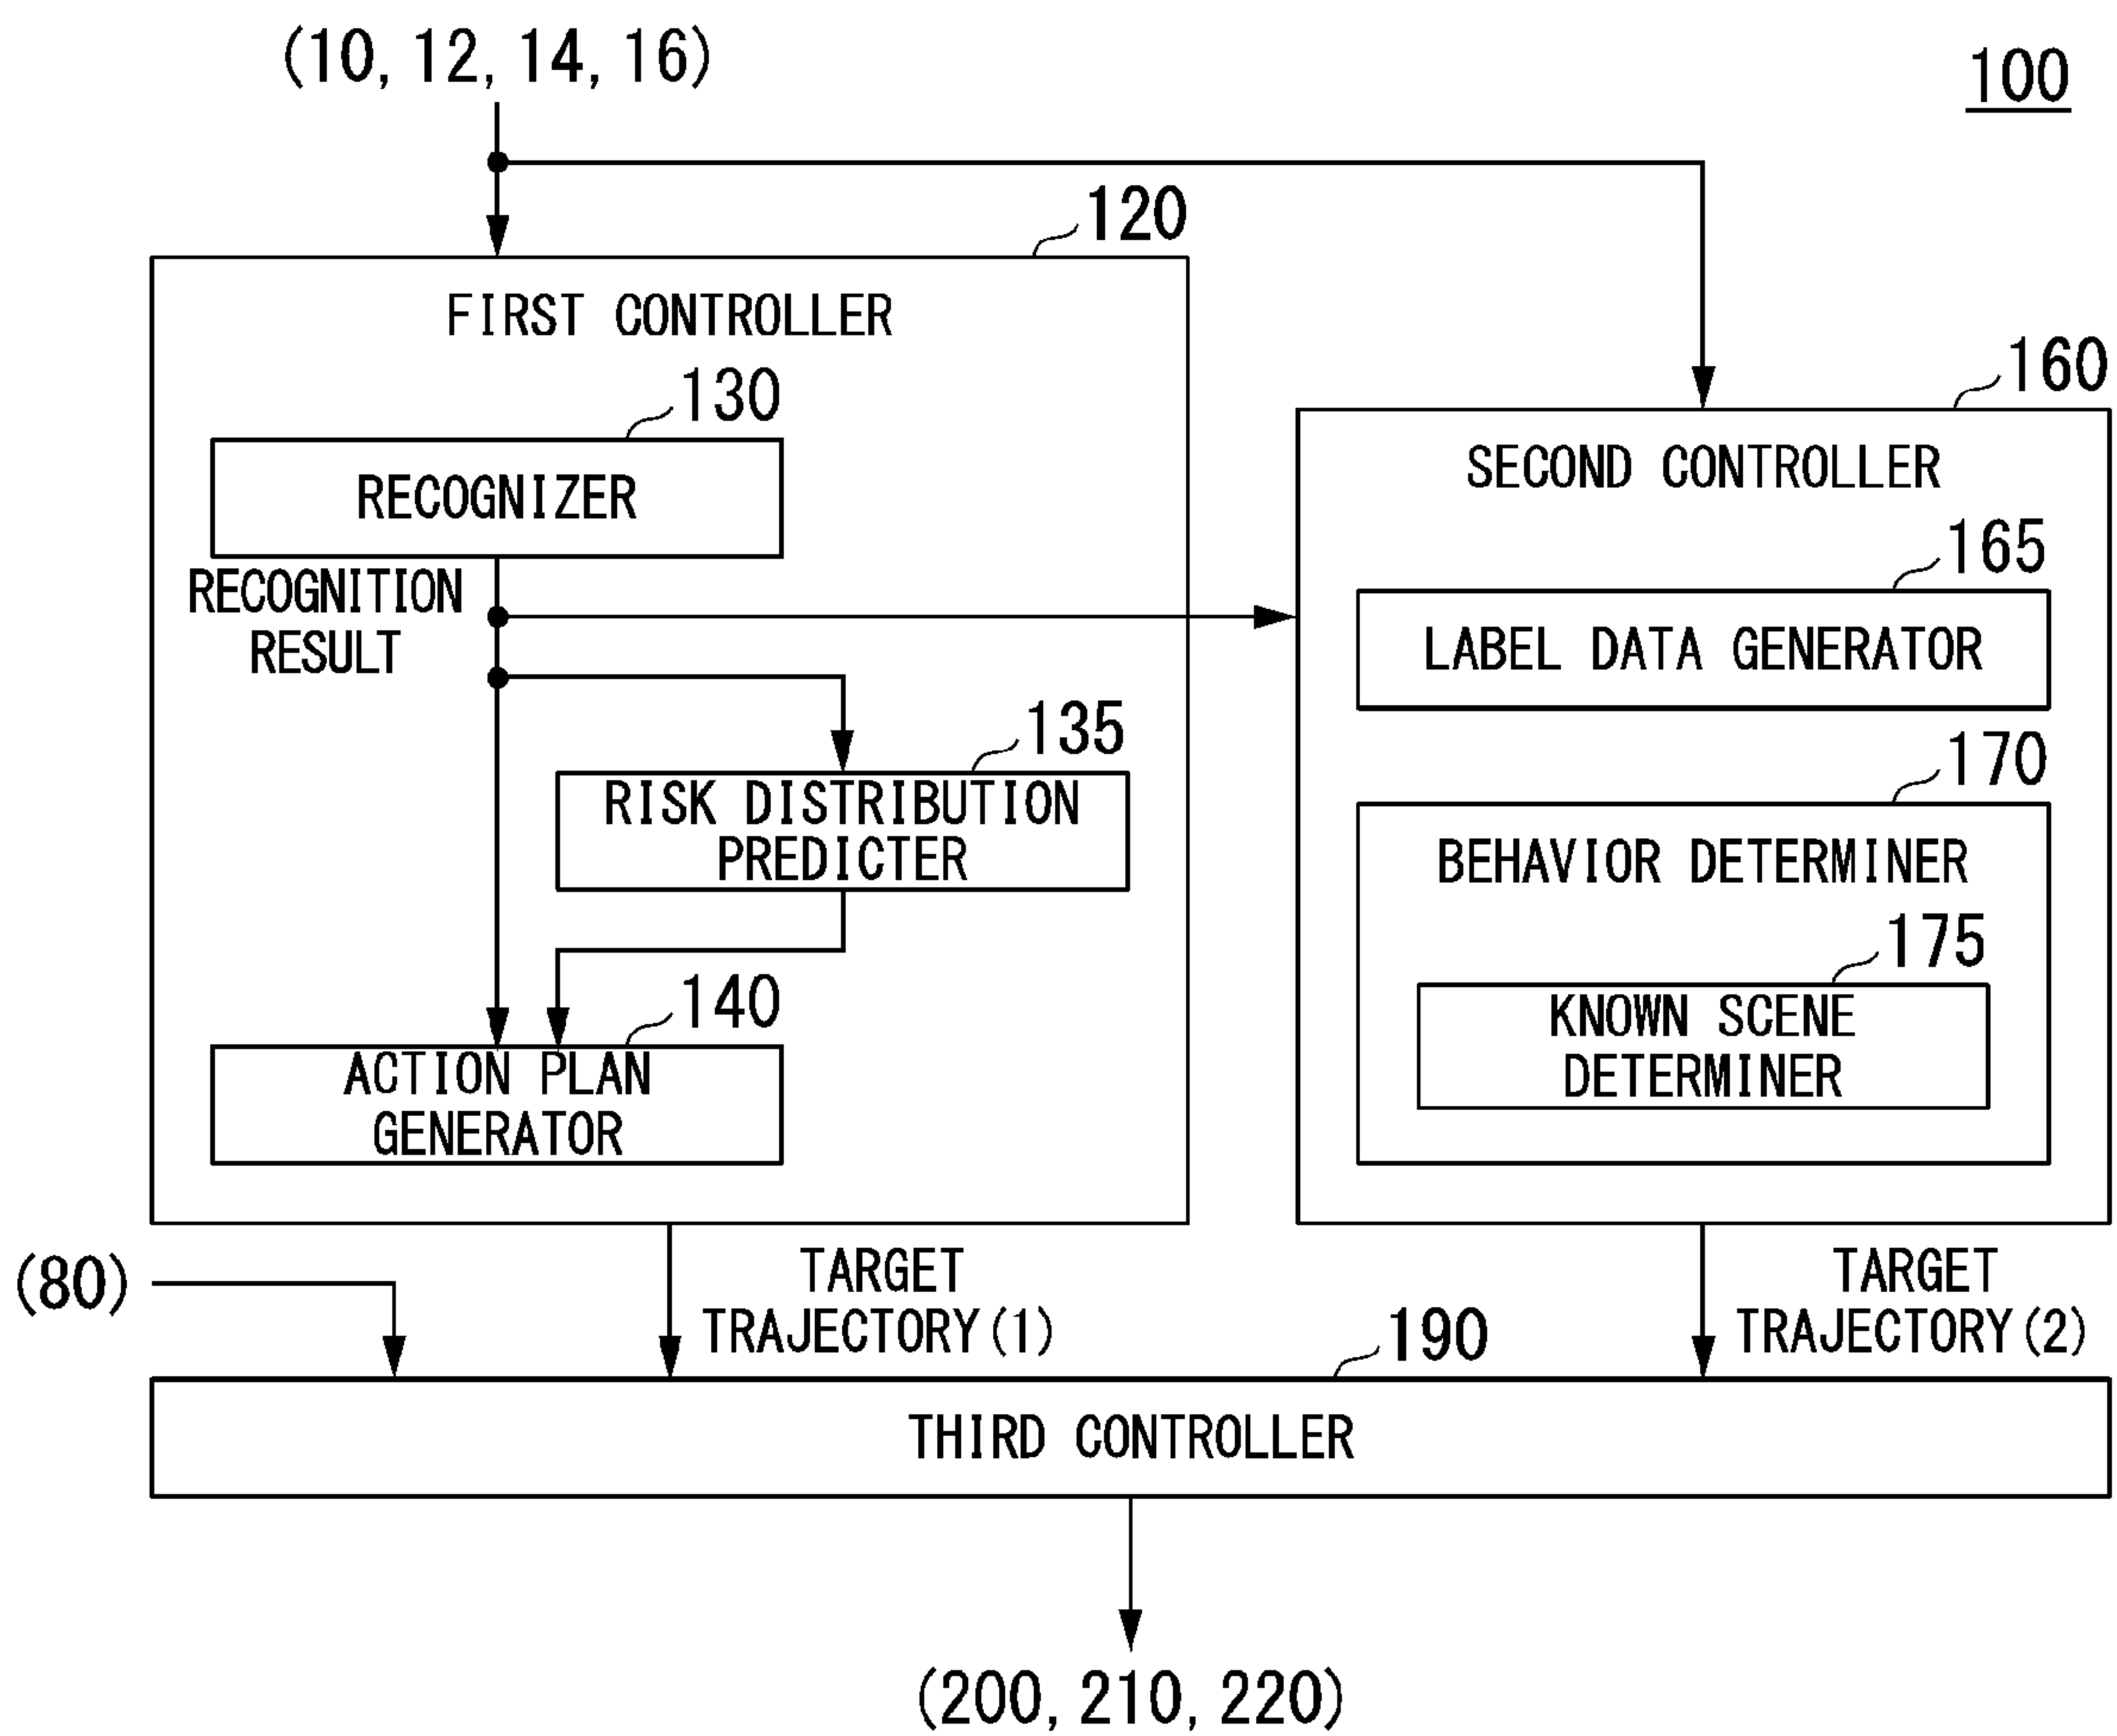 (10, 12, 14, 16)
100
120
FIRST CONTROLLER
130
RECOGNIZER
RECOGNITION
RESULT
135
RISK DISTRIBUTION
PREDICTER
140
ACTION PLAN
GENERATOR
160
SECOND CONTROLLER
165
LABEL DATA GENERATOR
170
BEHAVIOR DETERMINER
175
KNOWN SCENE
DETERMINER
(80)
TARGET
TRAJECTORY(1)
TARGET
TRAJECTORY(2)
190
THIRD CONTROLLER
(200, 210, 220)